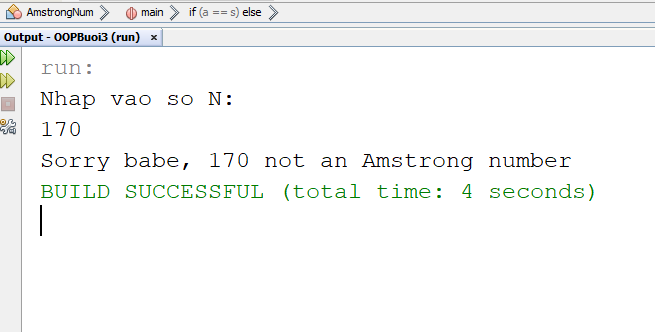 AmstrongNum main if (a == s) else
Output - OOPBuoi3 (run) ×
run:
Nhap vao so N:
170
Sorry babe, 170 not an Amstrong number
BUILD SUCCESSFUL (total time: 4 seconds)